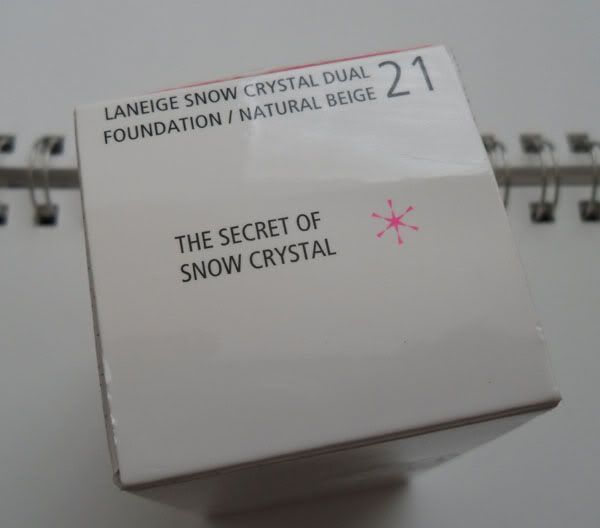 LANEIGE SNOW CRYSTAL DUAL 21
FOUNDATION / NATURAL BEIGE
THE SECRET OF
SNOW CRYSTAL